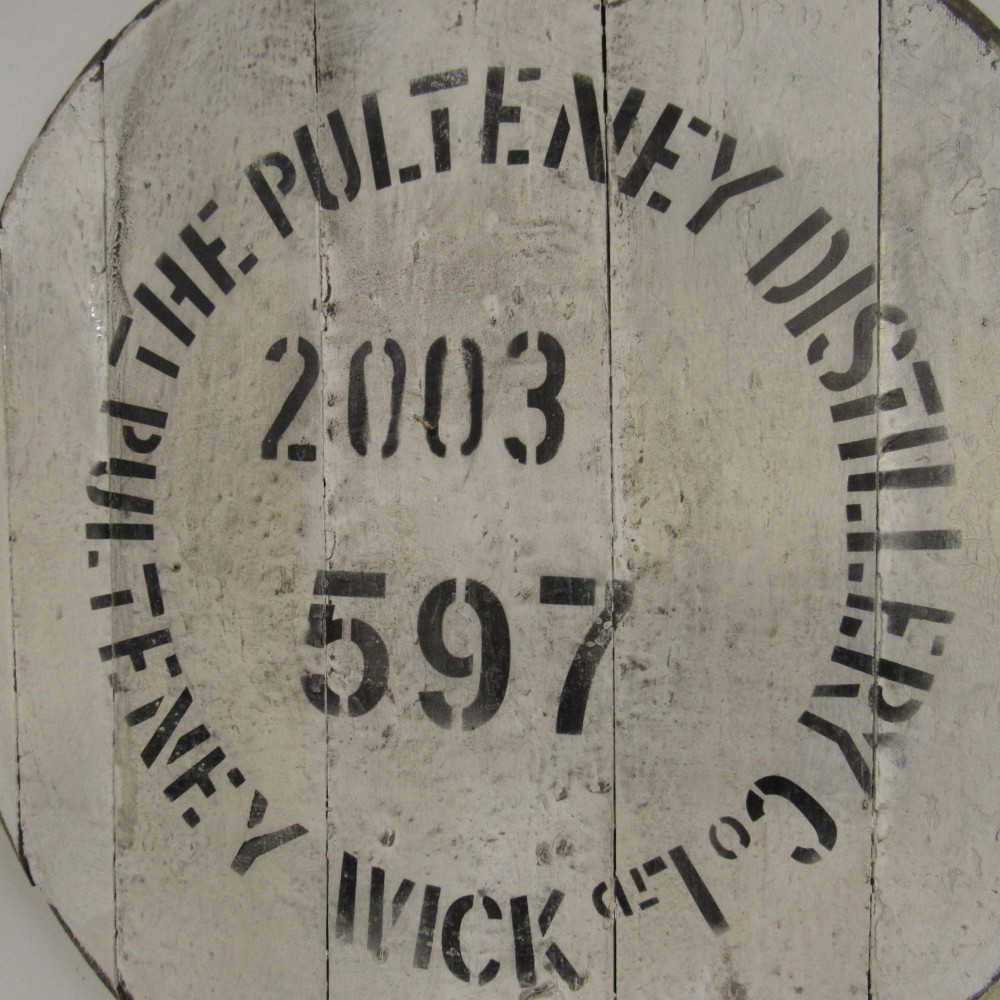 THE PULTENEY DISTILLERY Co LTD
WICK
PULTENEY
2003
597